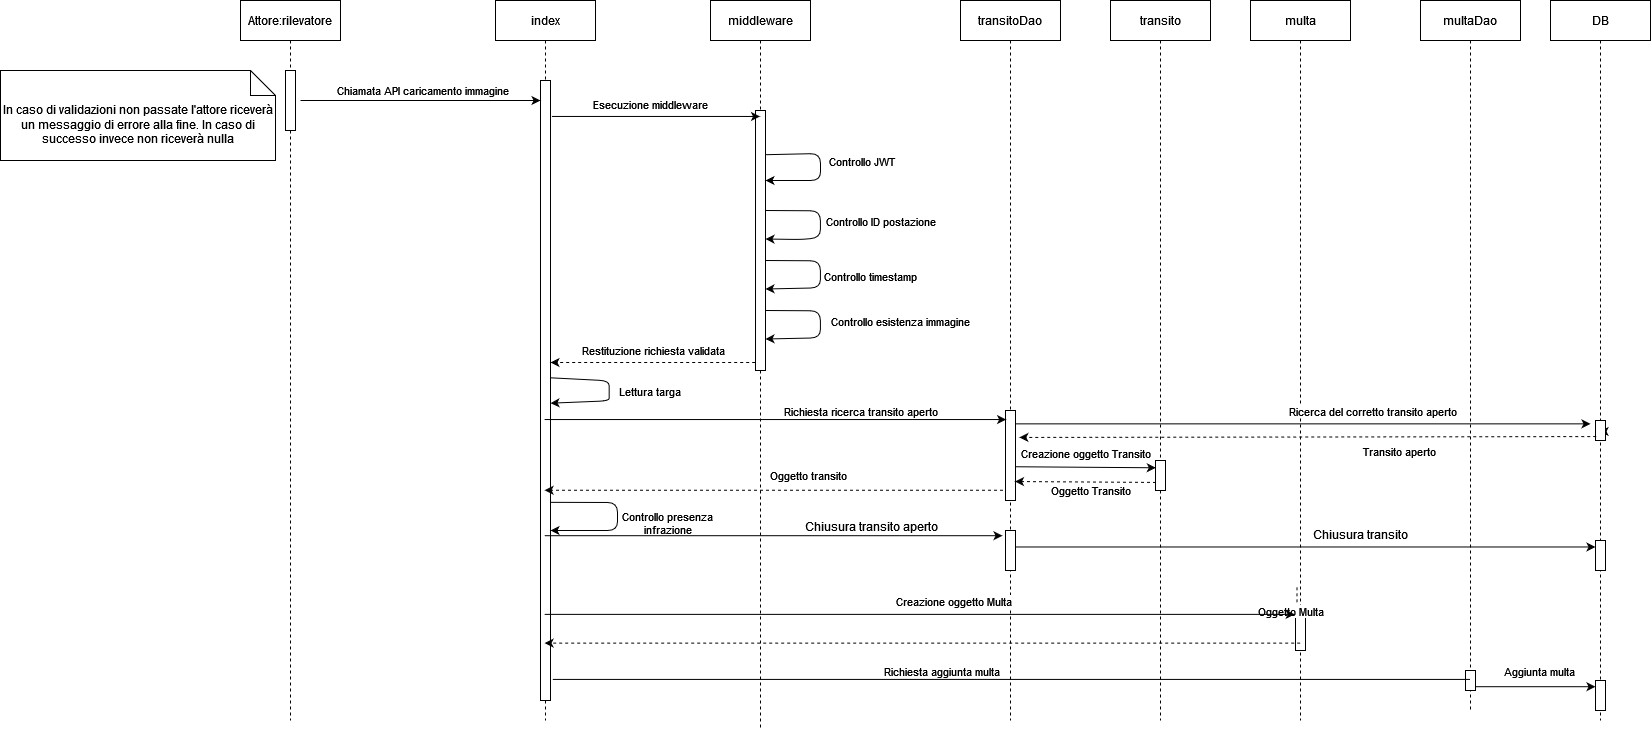 Attore:rilevatore
index
middleware
transitoDao
transito
multa
multaDao
DB
In caso di validazioni non passate l'attore riceverà
un messaggio di errore alla fine. In caso di
successo invece non riceverà nulla
Chiamata API caricamento immagine
Esecuzione middleware
Controllo JWT
Controllo ID postazione
Controllo timestamp
Controllo esistenza immagine
Restituzione richiesta validata
Lettura targa
Richiesta ricerca transito aperto
Ricerca del corretto transito aperto
Transito aperto
Creazione oggetto Transito
Oggetto transito
Oggetto Transito
Controllo presenza
infrazione
Chiusura transito aperto
Chiusura transito
Creazione oggetto Multa
Oggetto Multa
Richiesta aggiunta multa
Aggiunta multa